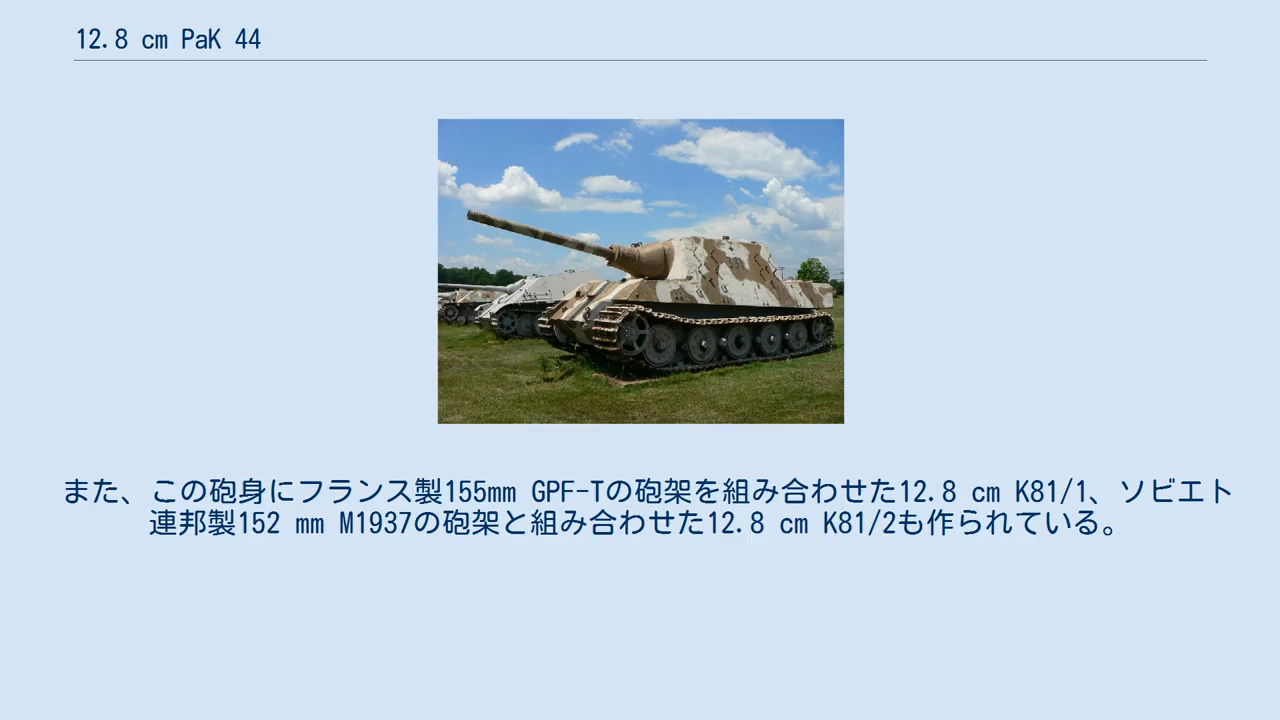 12.8 cm PaK 44
また、この砲身にフランス製155mm GPF-Tの砲架を組み合わせた12.8 cm K81/1、ソビエト
連邦製152 mm M1937の砲架と組み合わせた12.8 cm K81/2も作られている。